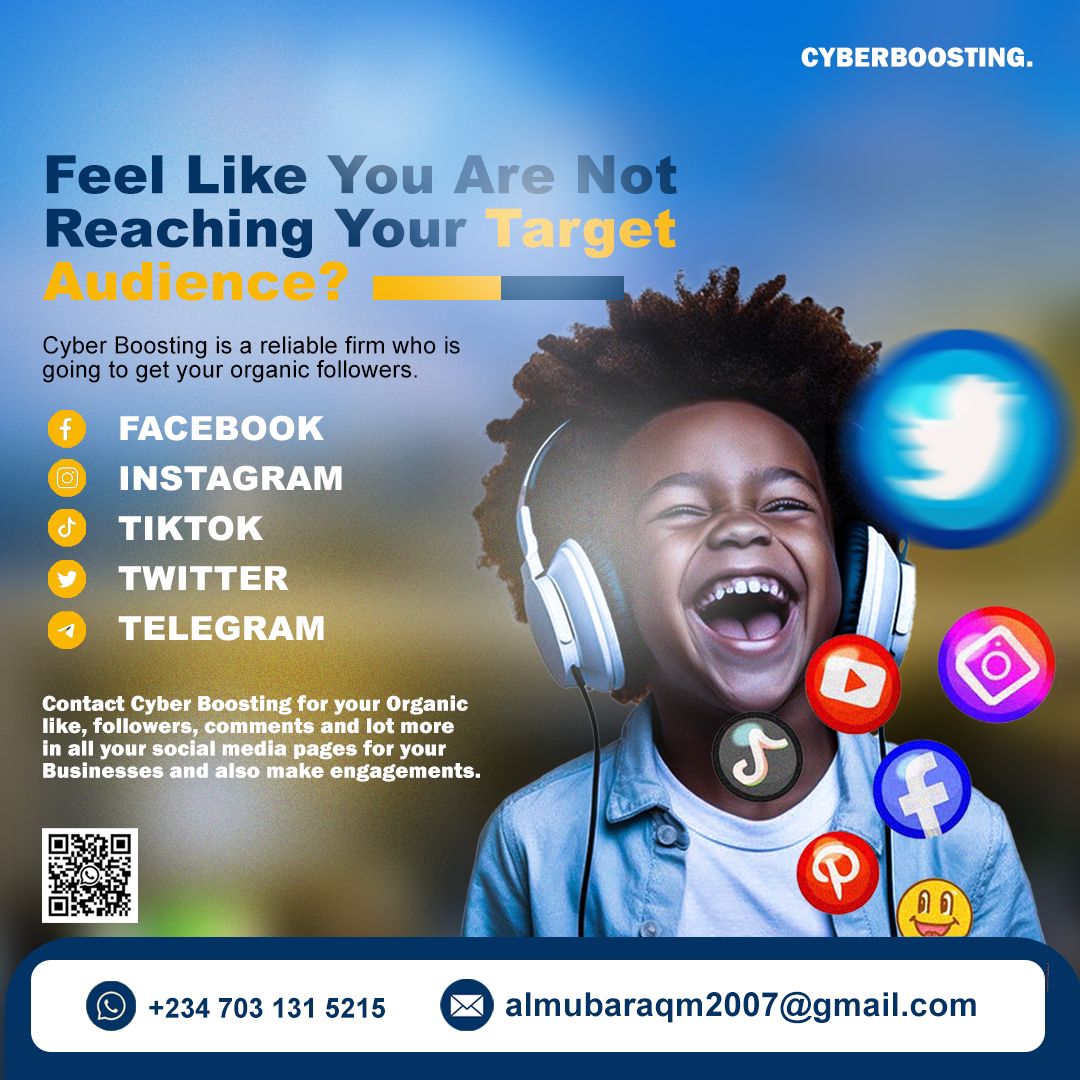 CYBERBOOSTING.
Feel Like You Are Not
Reaching Your Target
Audience?
Cyber Boosting is a reliable firm who is
going to get your organic followers.
FACEBOOK
INSTAGRAM
TIKTOK
TWITTER
TELEGRAM
Contact Cyber Boosting for your Organic
like, followers, comments and lot more
in all your social media pages for your
Businesses and also make engagements.
+234 703 131 5215
almubaraqm2007@gmail.com